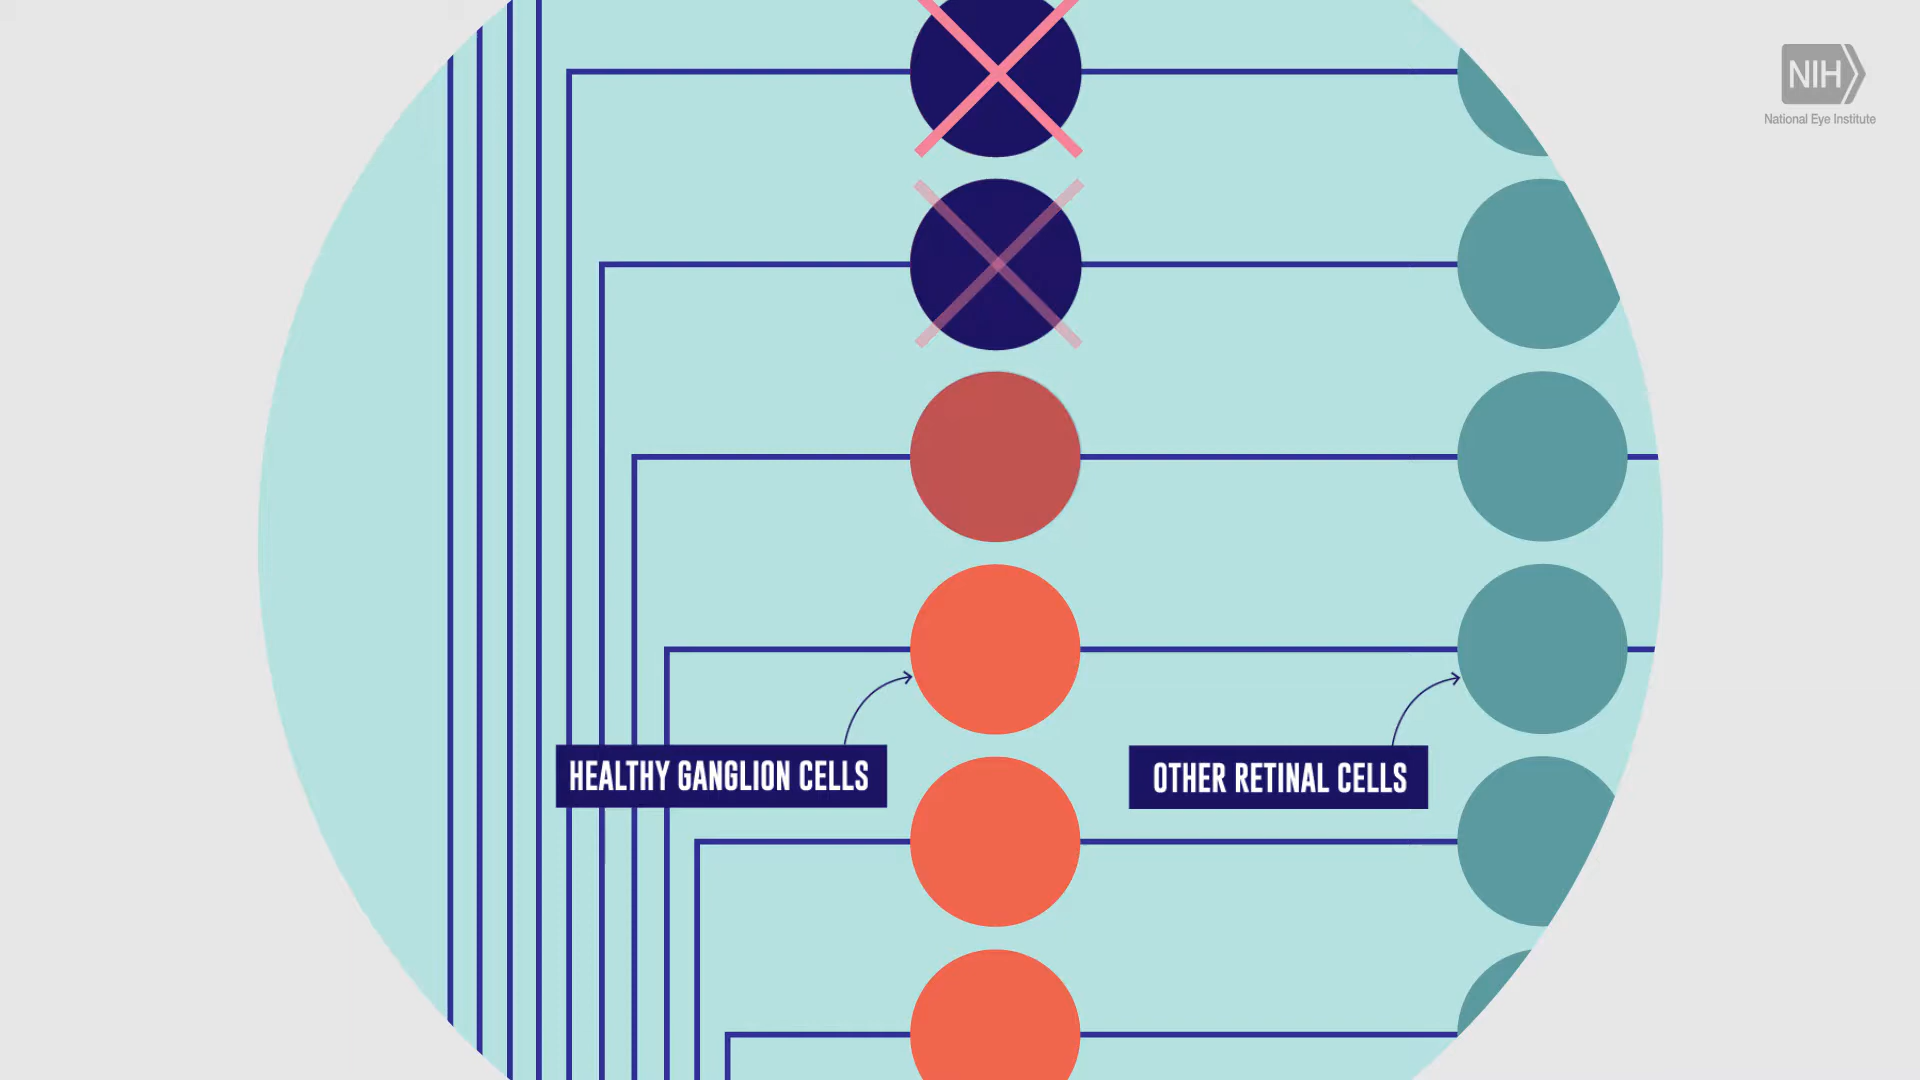 NIH
National Eye Institute
HEALTHY GANGLION CELLS
OTHER RETINAL CELLS